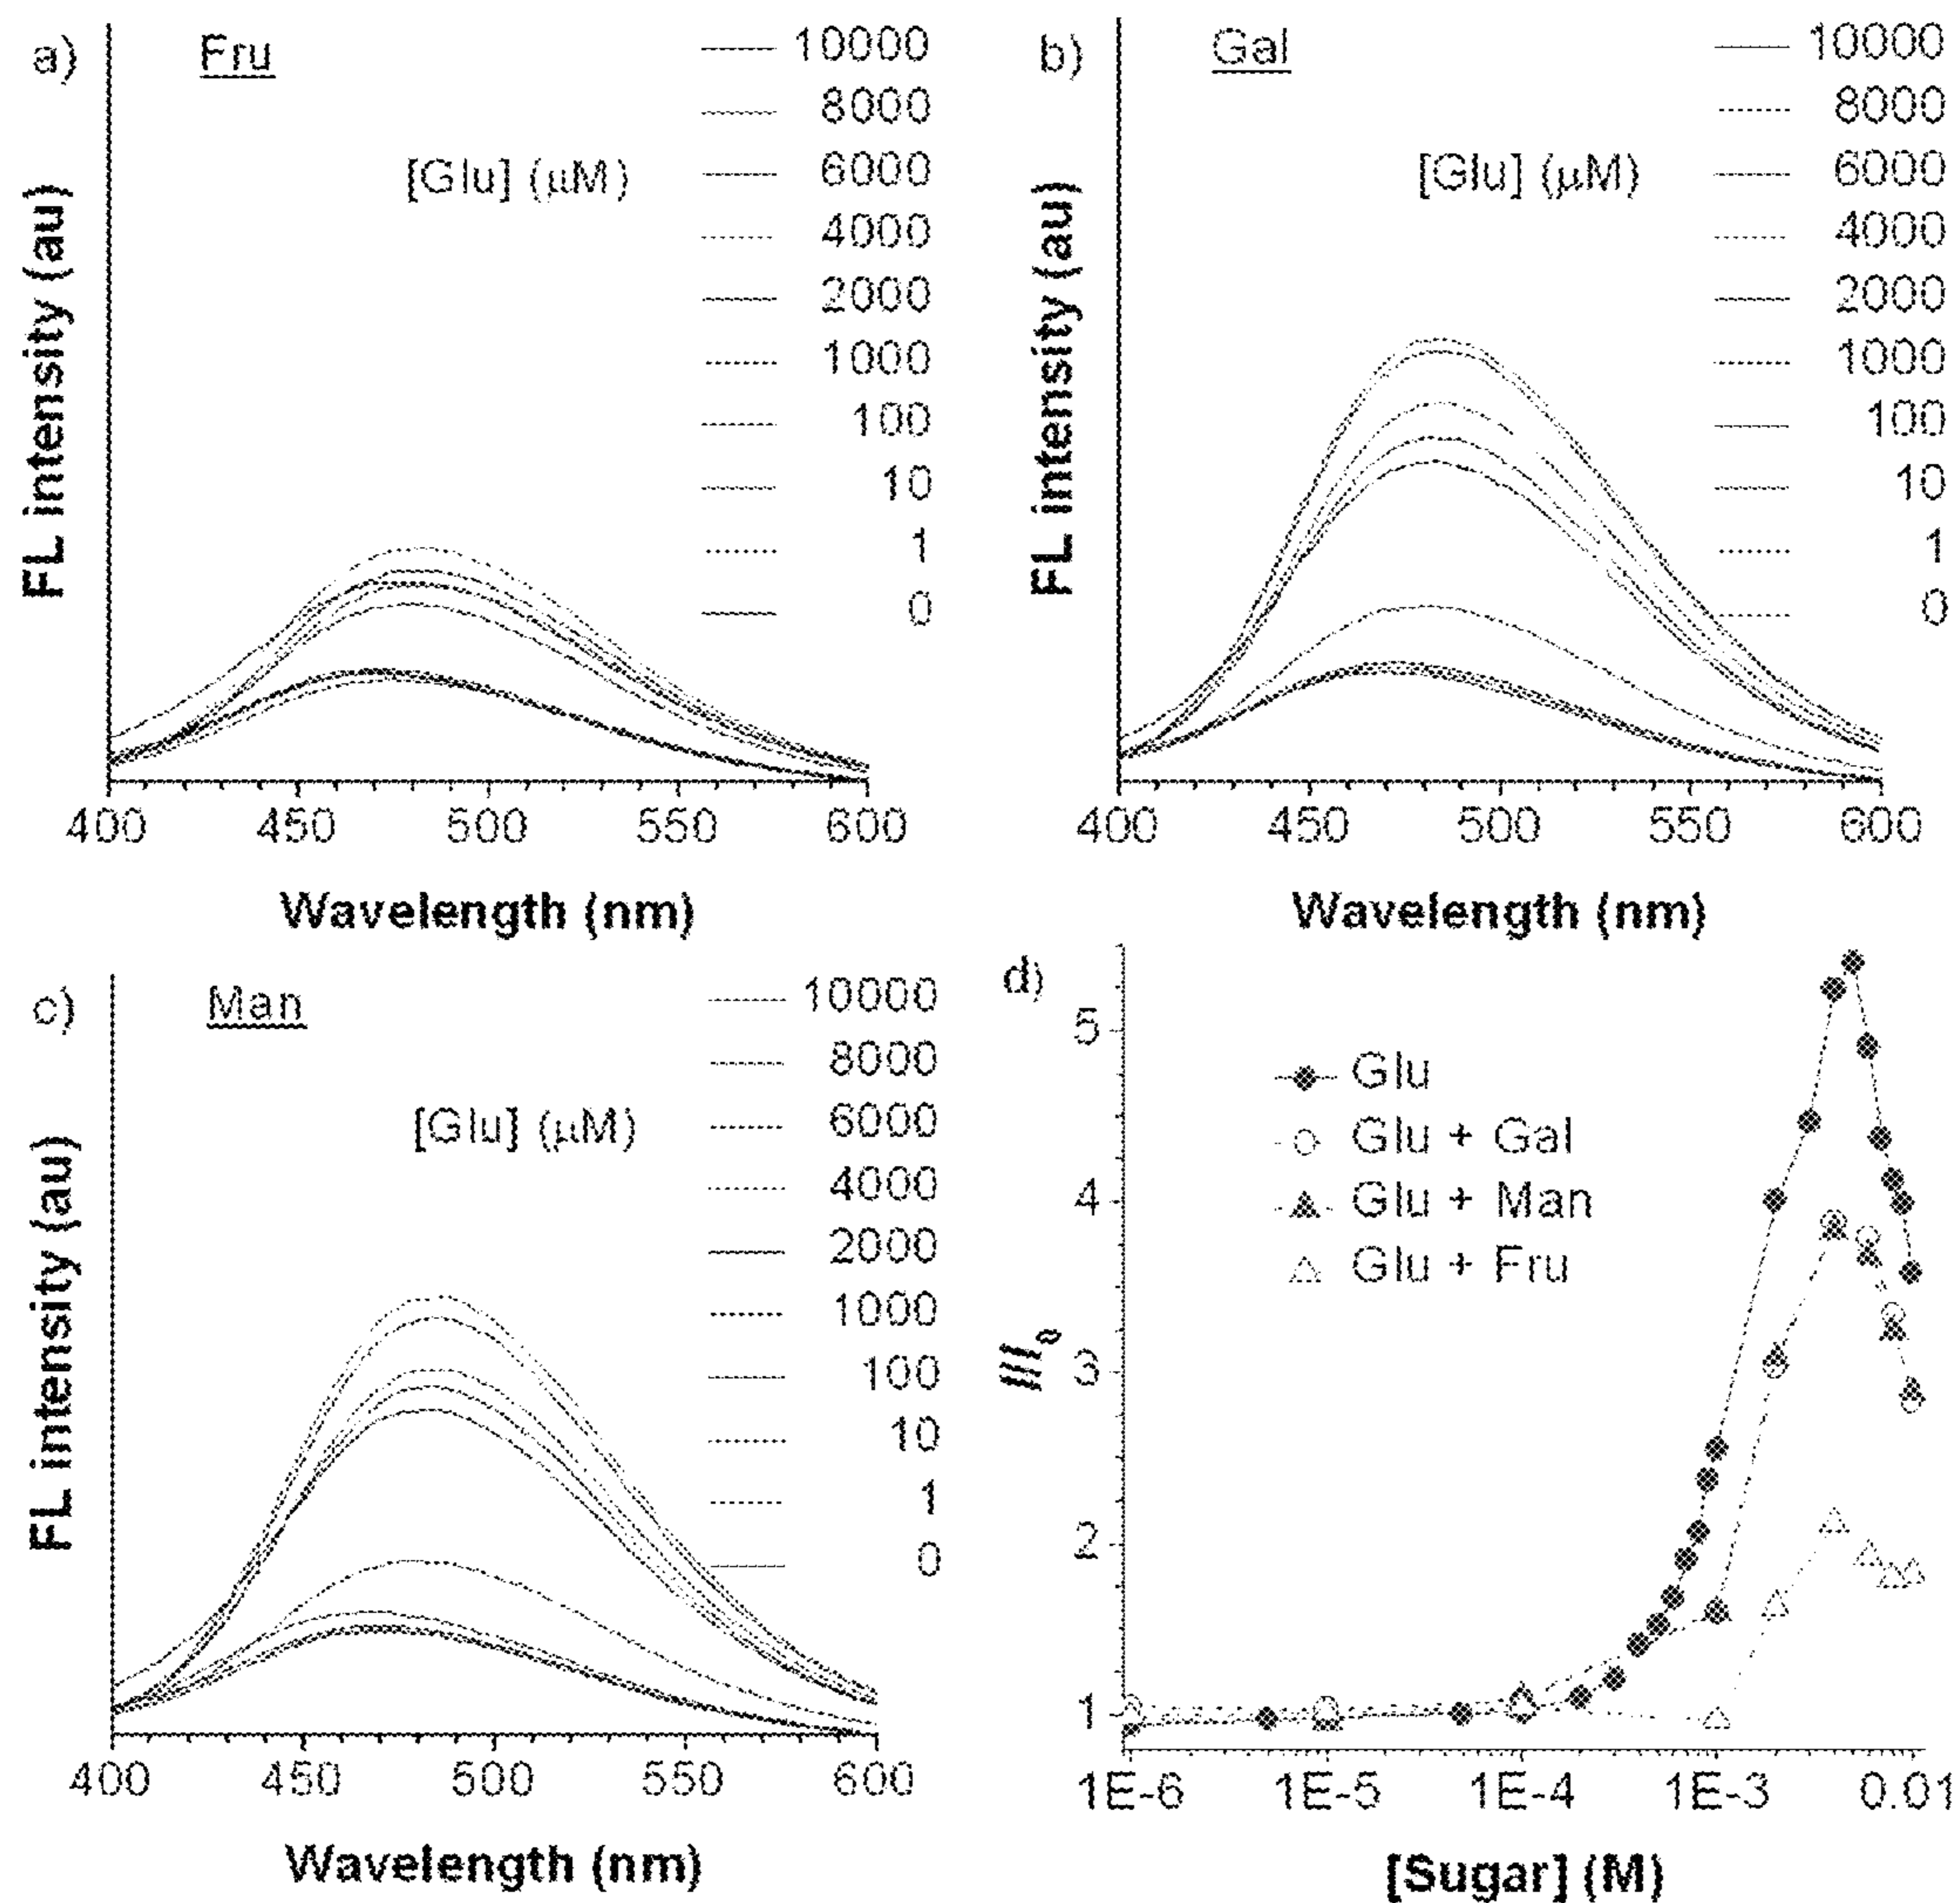 a) Fru
10000
8000
[Glu] (μM) 6000
4000
2000
1000
100
10
1
0
FL intensity (au)
400 450 500 550 600
Wavelength (nm)
b) Gal
10000
8000
[Glu] (μM) 6000
4000
2000
1000
100
10
1
0
FL intensity (au)
400 450 500 550 600
Wavelength (nm)
c) Man
10000
8000
[Glu] (μM) 6000
4000
2000
1000
100
10
1
0
FL intensity (au)
400 450 500 550 600
Wavelength (nm)
d)
Glu
Glu + Gal
Glu + Man
Glu + Fru
I/I0
5
4
3
2
1
1E-6 1E-5 1E-4 1E-3 0.01
[Sugar] (M)